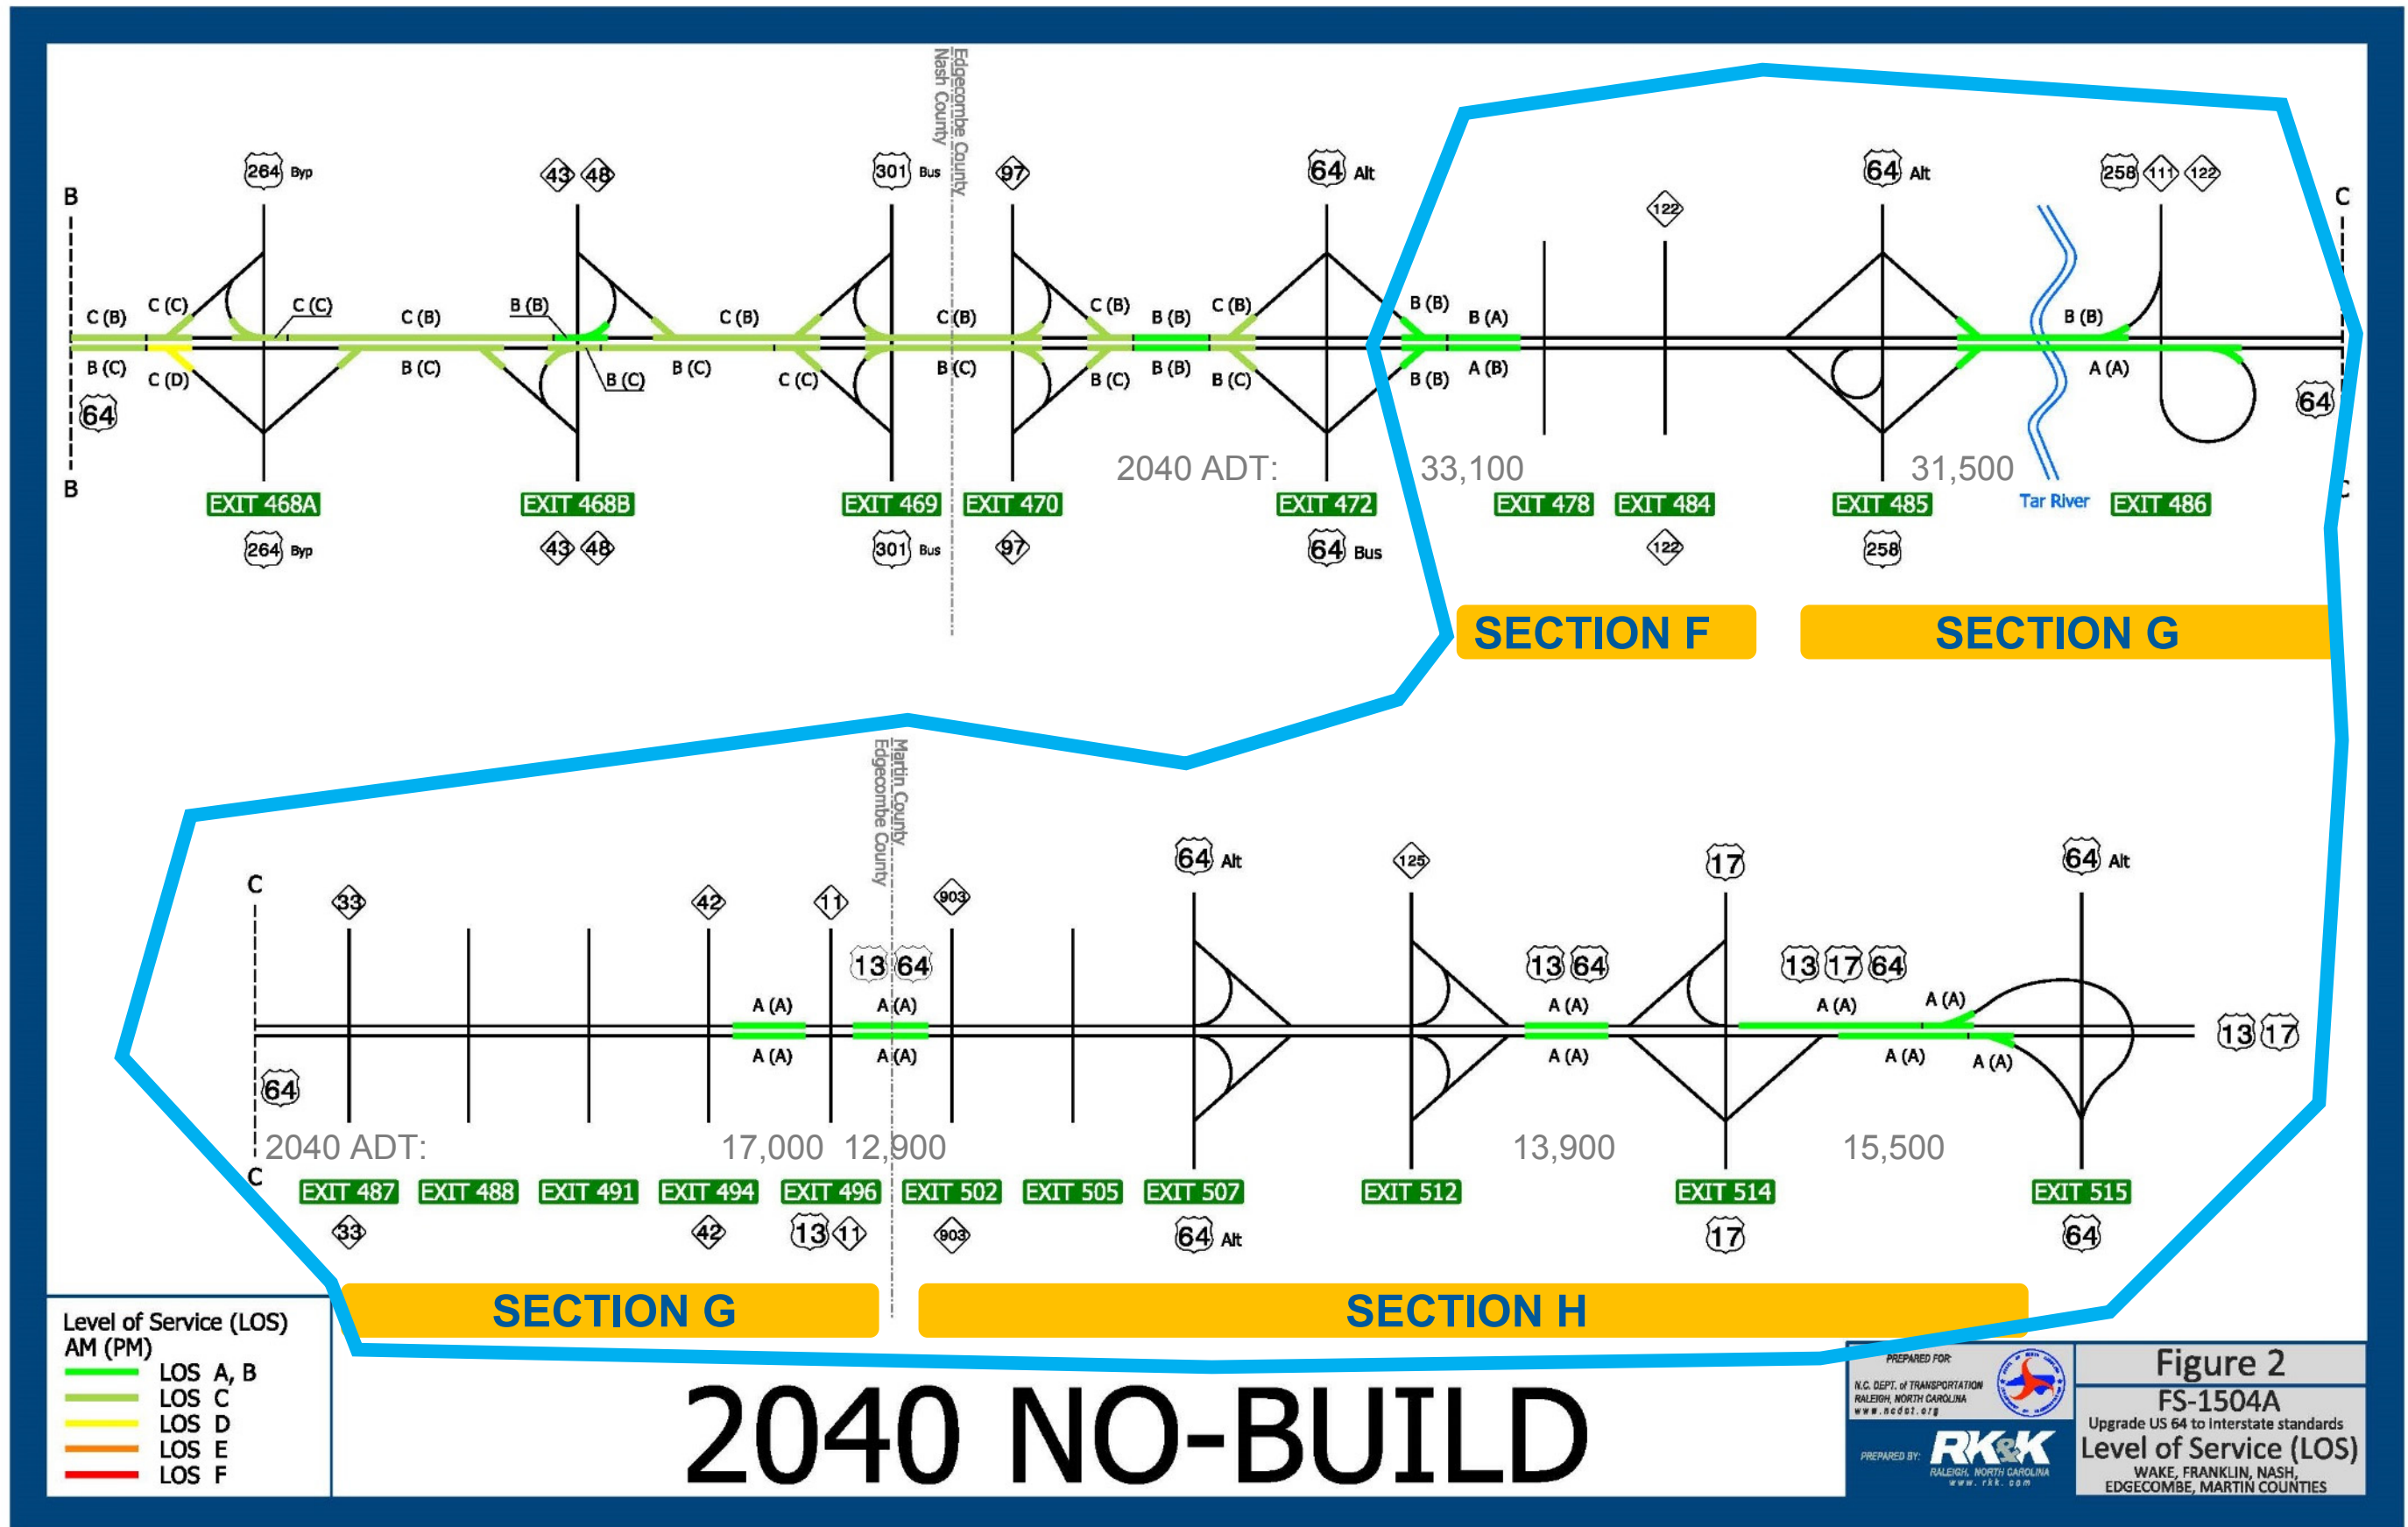 Nash County
Edgecombe County
264 Byp
43 48
301 Bus
97
64 Alt
122
64 Alt
258 111 122
B
C
C (B)
C (C)
C (C)
C (B)
B (B)
C (B)
C (B)
C (B)
B (B)
C (B)
B (B)
B (A)
B (B)
B (C)
C (D)
B (C)
B (C)
B (C)
C (C)
B (C)
B (C)
B (B)
B (C)
B (B)
A (B)
A (A)
64
64
2040 ADT:
33,100
31,500
B
C
EXIT 468A
EXIT 468B
EXIT 469
EXIT 470
EXIT 472
EXIT 478
EXIT 484
EXIT 485
Tar River
EXIT 486
264 Byp
43 48
301 Bus
97
64 Bus
122
258
SECTION F
SECTION G
Edgecombe County
Martin County
64 Alt
125
17
64 Alt
C
33
42
11
903
13 64
13 64
13 17 64
A (A)
A (A)
A (A)
A (A)
A (A)
A (A)
A (A)
A (A)
A (A)
A (A)
13 17
64
2040 ADT:
17,000
12,900
13,900
15,500
C
EXIT 487
EXIT 488
EXIT 491
EXIT 494
EXIT 496
EXIT 502
EXIT 505
EXIT 507
EXIT 512
EXIT 514
EXIT 515
33
42
13 11
903
64 Alt
17
64
SECTION G
SECTION H
Level of Service (LOS)
AM (PM)
LOS A, B
LOS C
LOS D
LOS E
LOS F
2040 NO-BUILD
PREPARED FOR:
N.C. DEPT. of TRANSPORTATION
RALEIGH, NORTH CAROLINA
www.ncdot.org
PREPARED BY:
RK&K
RALEIGH, NORTH CAROLINA
www.rkk.com
Figure 2
FS-1504A
Upgrade US 64 to interstate standards
Level of Service (LOS)
WAKE, FRANKLIN, NASH,
EDGECOMBE, MARTIN COUNTIES